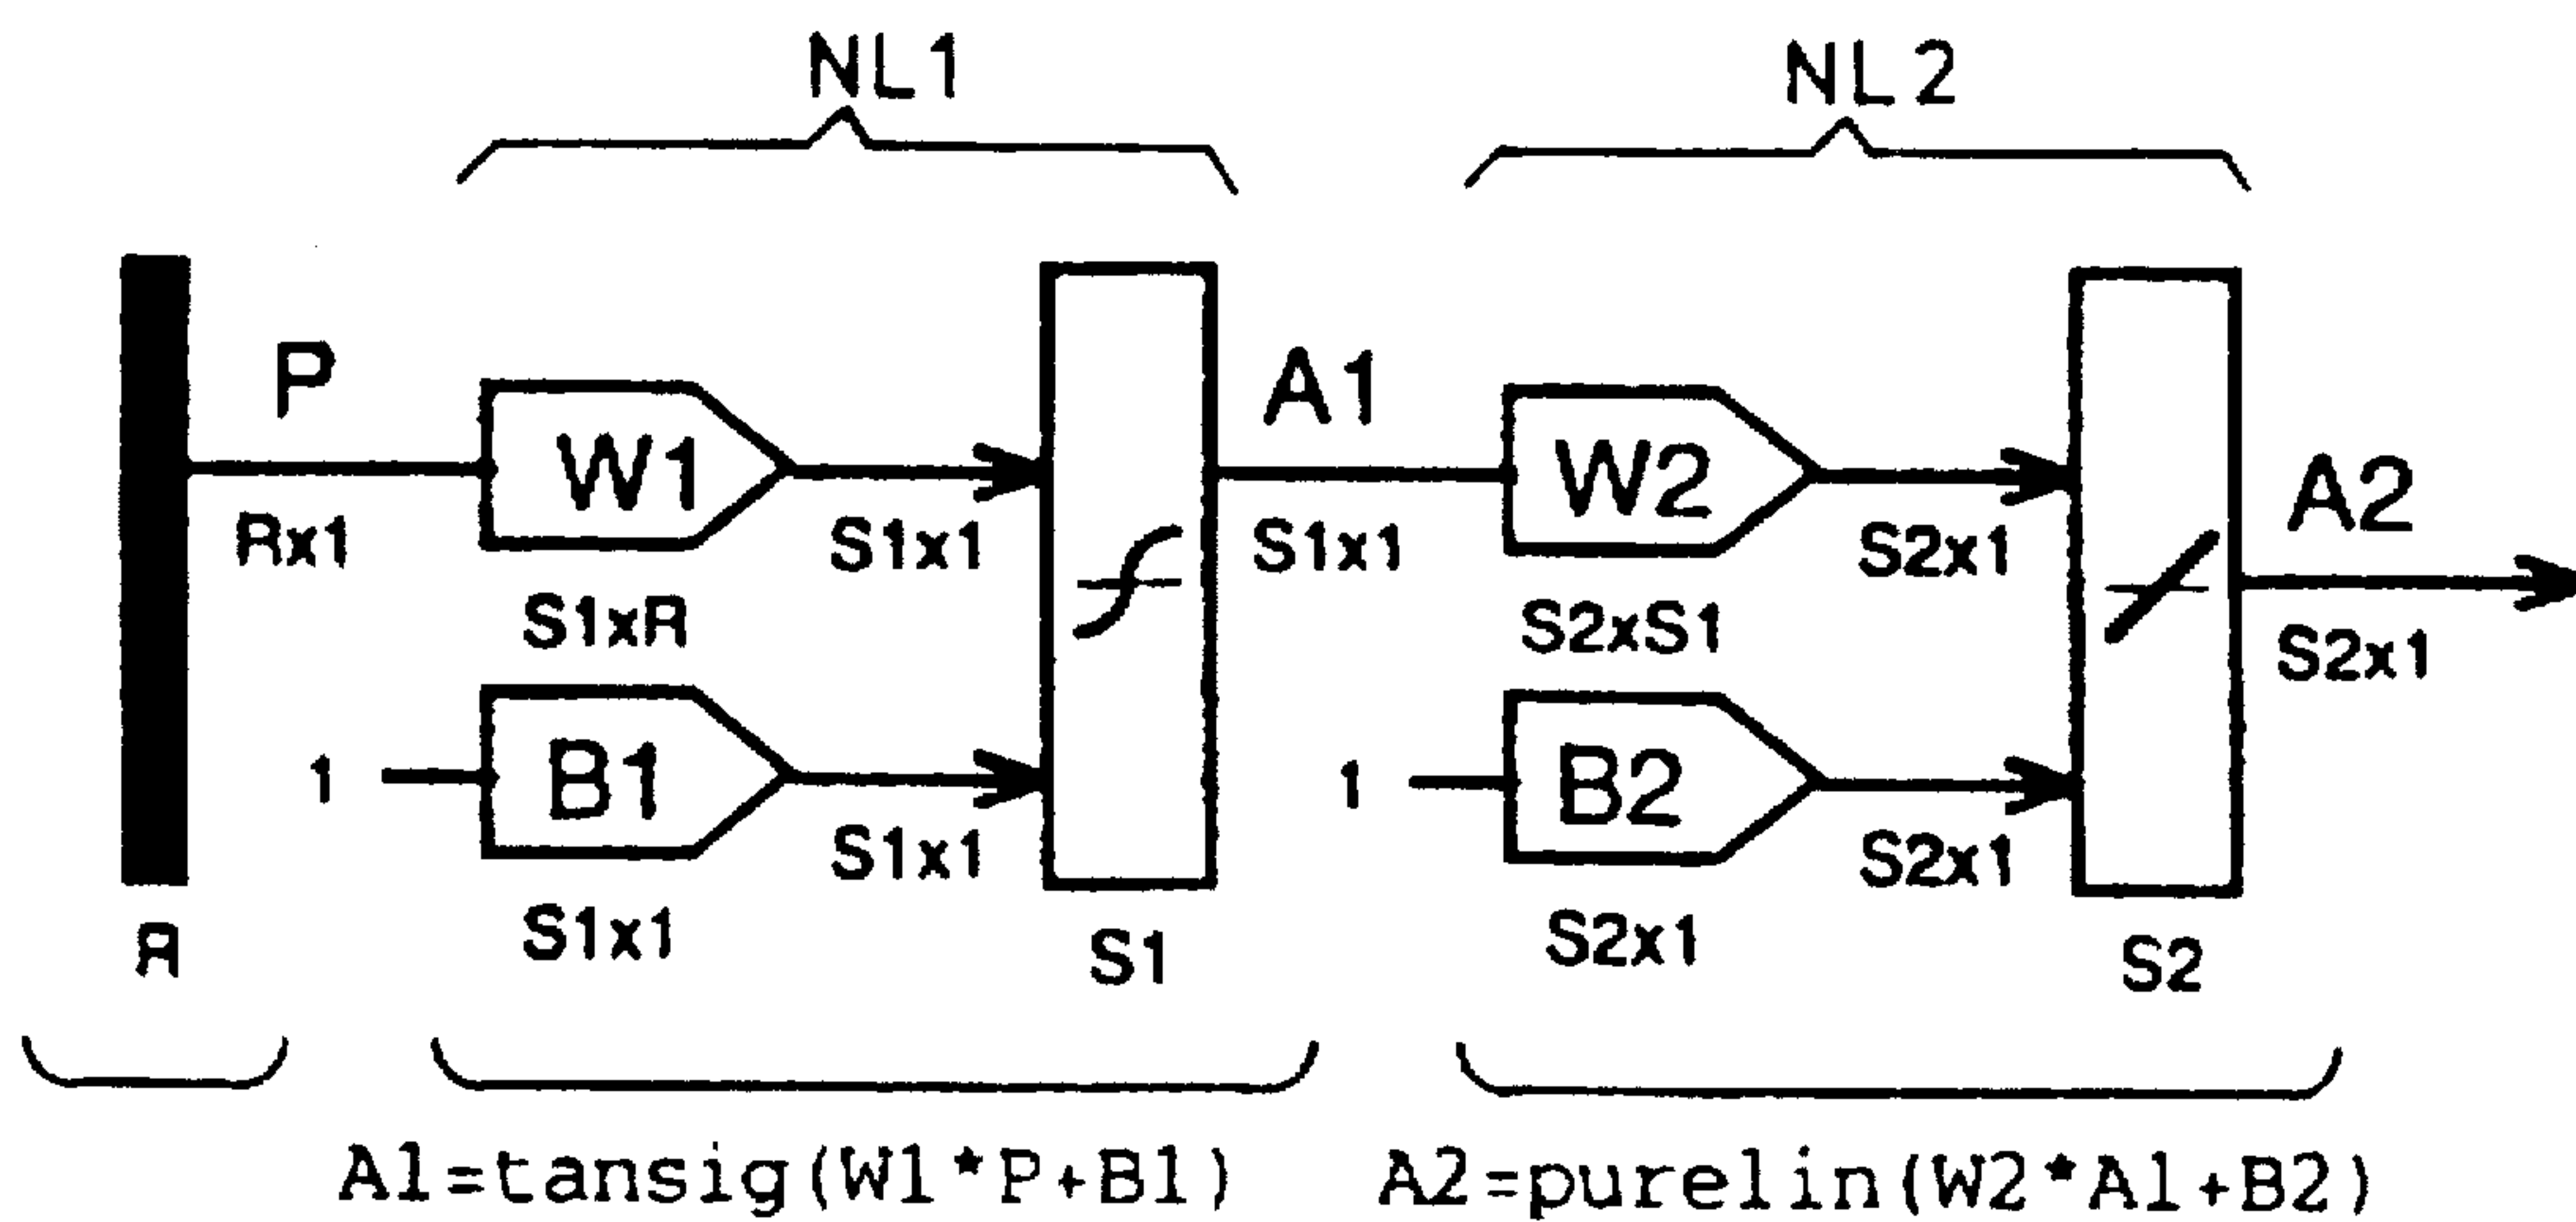 NL1 NL2
P A1 A2
W1 W2
Rx1 S1x1 S1x1 S2x1
S1xR S2xS1 S2x1
1 B1 1 B2
S1x1 S2x1
R S1x1 S1 S2x1 S2
A1=tansig(W1*P+B1) A2=purelin(W2*A1+B2)